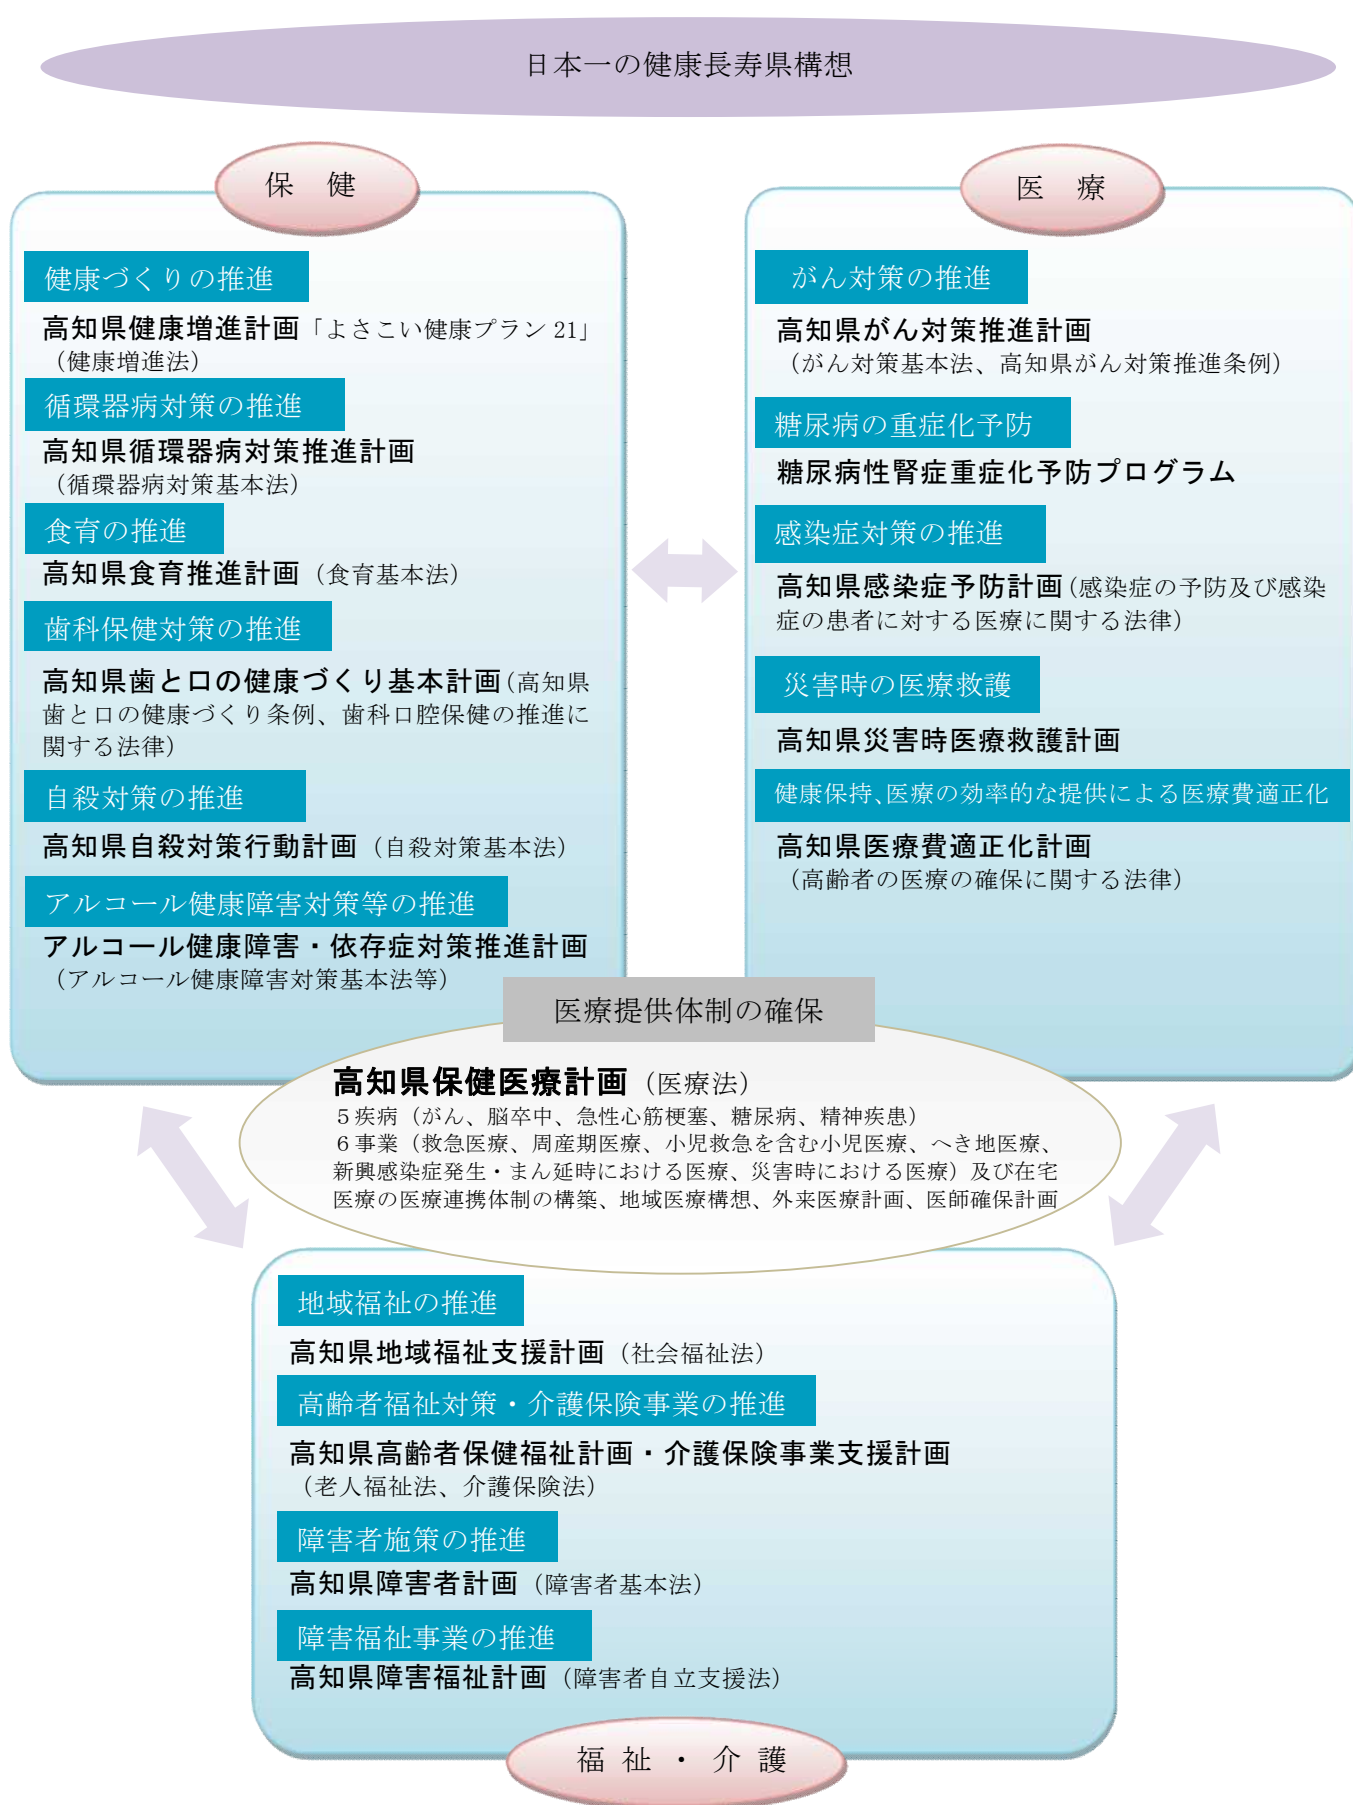 日本一の健康長寿県構想
保 健
健康づくりの推進
高知県健康増進計画「よさこい健康プラン 21」
（健康増進法）
循環器病対策の推進
高知県循環器病対策推進計画
（循環器病対策基本法）
食育の推進
高知県食育推進計画（食育基本法）
歯科保健対策の推進
高知県歯と口の健康づくり基本計画（高知県
歯と口の健康づくり条例、歯科口腔保健の推進に
関する法律）
自殺対策の推進
高知県自殺対策行動計画（自殺対策基本法）
アルコール健康障害対策等の推進
アルコール健康障害・依存症対策推進計画
（アルコール健康障害対策基本法等）
医 療
がん対策の推進
高知県がん対策推進計画
（がん対策基本法、高知県がん対策推進条例）
糖尿病の重症化予防
糖尿病性腎症重症化予防プログラム
感染症対策の推進
高知県感染症予防計画（感染症の予防及び感染
症の患者に対する医療に関する法律）
災害時の医療救護
高知県災害時医療救護計画
健康保持、医療の効率的な提供による医療費適正化
高知県医療費適正化計画
（高齢者の医療の確保に関する法律）
医療提供体制の確保
高知県保健医療計画（医療法）
５疾病（がん、脳卒中、急性心筋梗塞、糖尿病、精神疾患）
６事業（救急医療、周産期医療、小児救急を含む小児医療、へき地医療、
新興感染症発生・まん延時における医療、災害時における医療）及び在宅
医療の医療連携体制の構築、地域医療構想、外来医療計画、医師確保計画
地域福祉の推進
高知県地域福祉支援計画（社会福祉法）
高齢者福祉対策・介護保険事業の推進
高知県高齢者保健福祉計画・介護保険事業支援計画
（老人福祉法、介護保険法）
障害者施策の推進
高知県障害者計画（障害者基本法）
障害福祉事業の推進
高知県障害福祉計画（障害者自立支援法）
福 祉 ・ 介 護